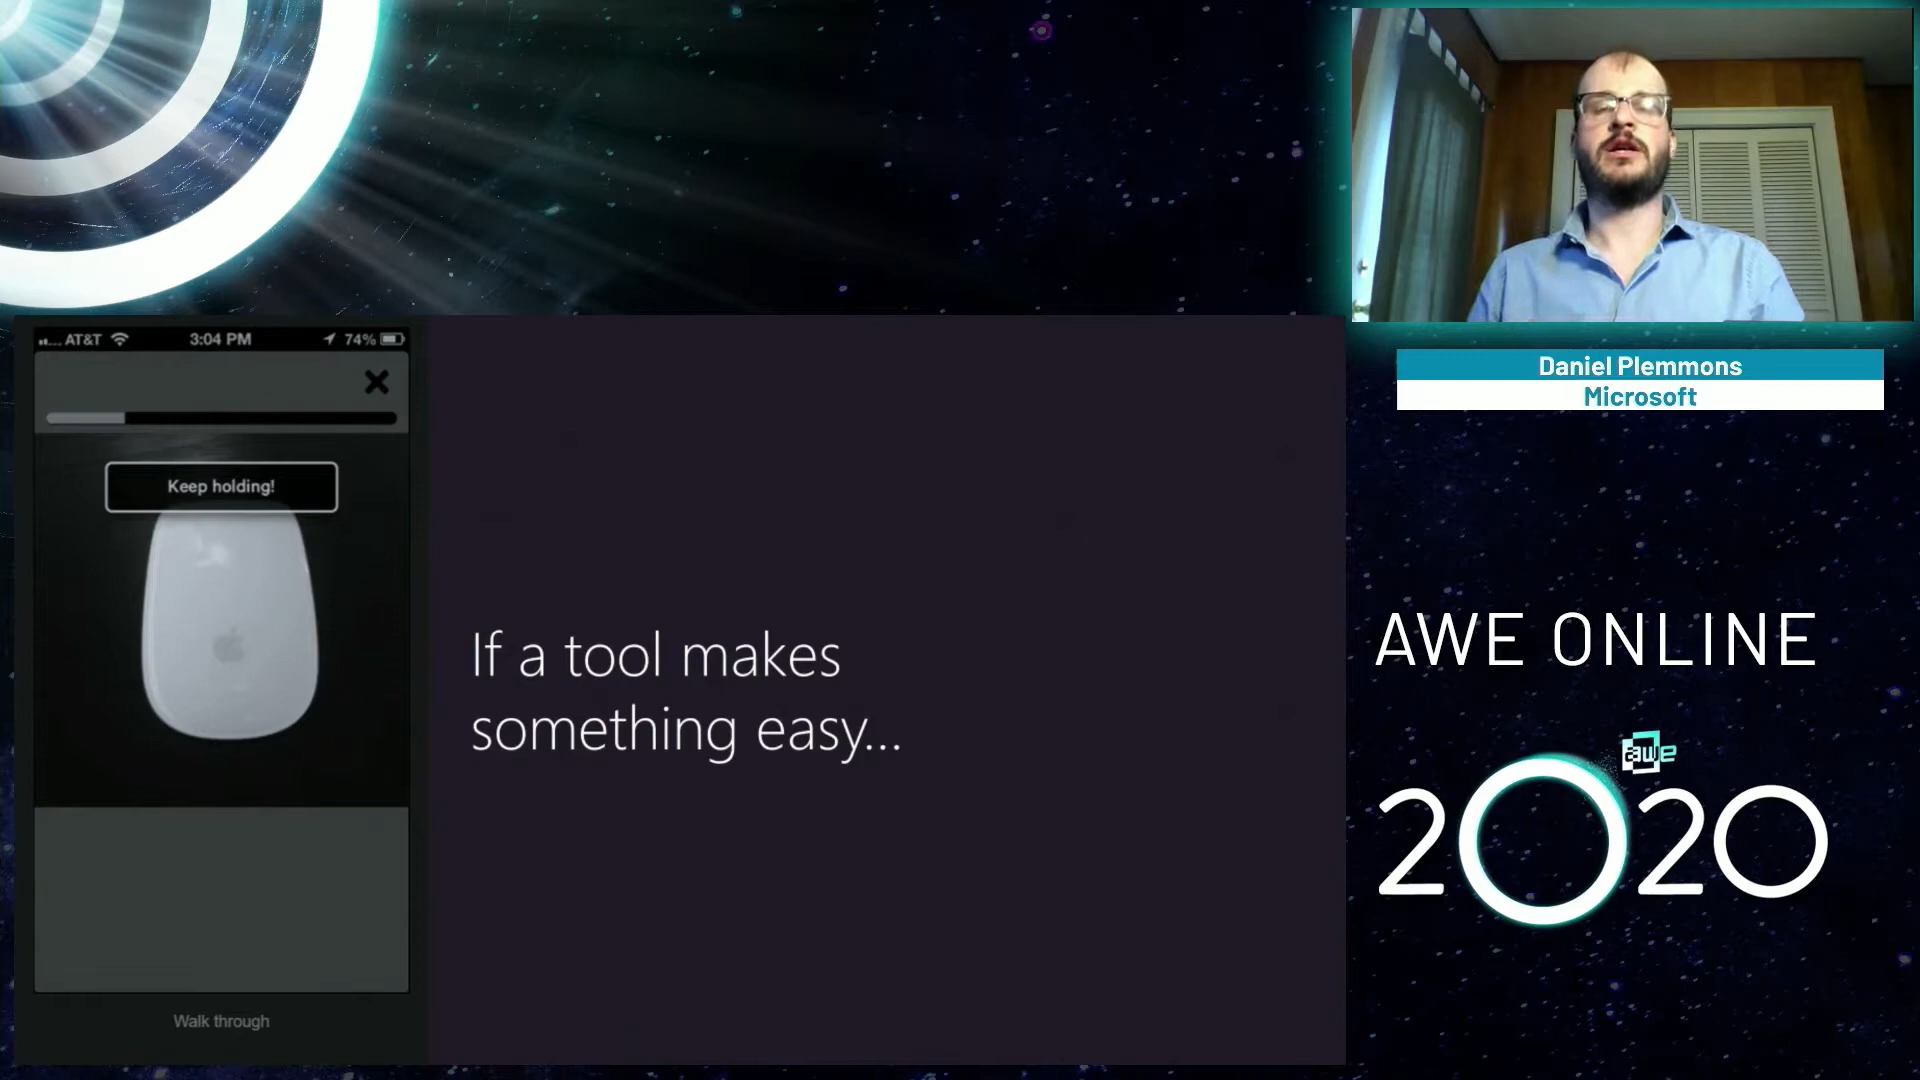 AT&T 3:04 PM 74%
Keep holding!
Walk through
If a tool makes
something easy...
Daniel Plemmons
Microsoft
AWE ONLINE
awe
2020